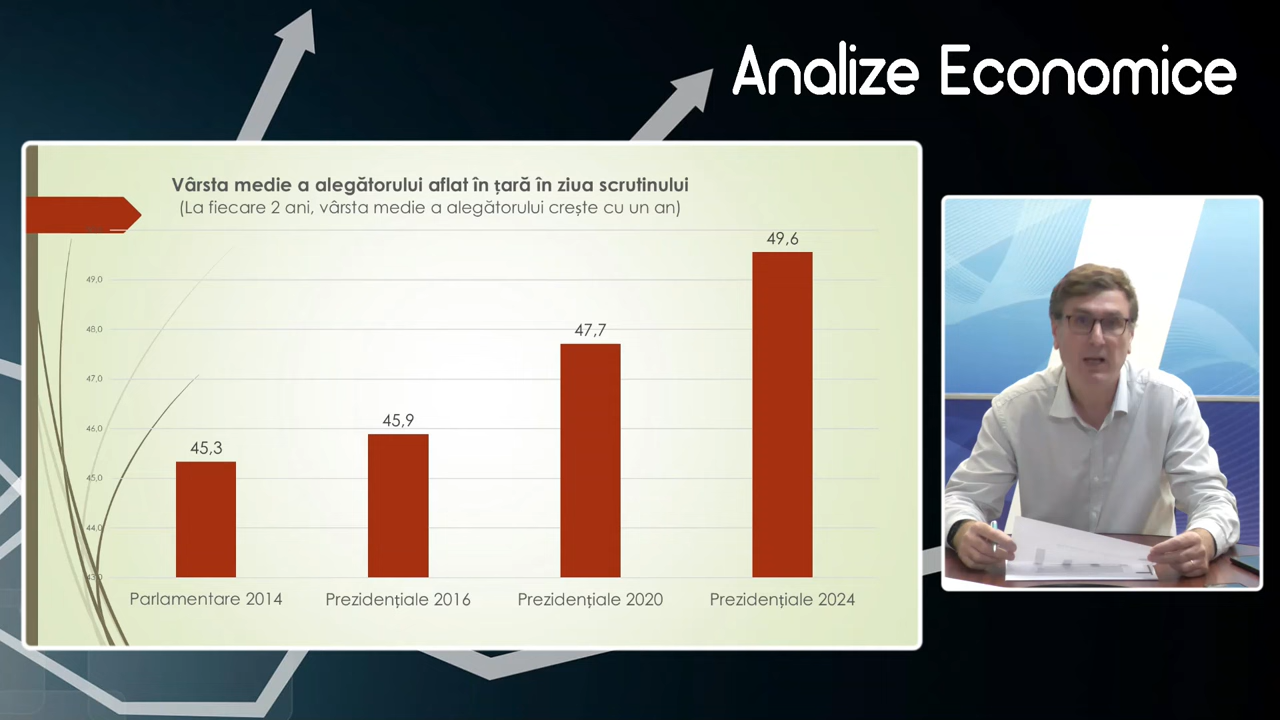 Analize Economice
Vârsta medie a alegătorului aflat în țară în ziua scrutinului
(La fiecare 2 ani, vârsta medie a alegătorului crește cu un an)
49,6
49,0
48,0
47,7
47,0
46,0
45,9
45,3
45,0
44,0
43,0
Parlamentare 2014 Prezidențiale 2016 Prezidențiale 2020 Prezidențiale 2024